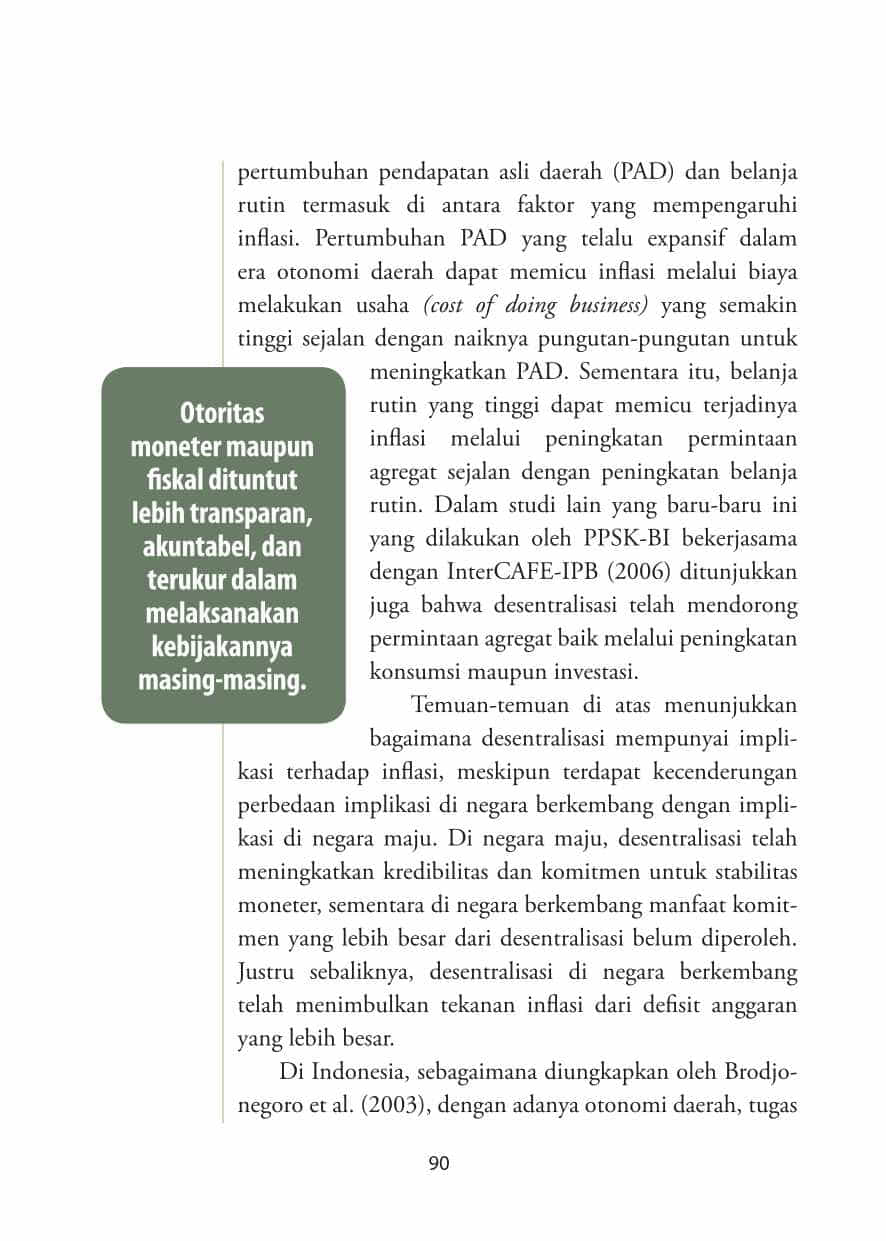 pertumbuhan pendapatan asli daerah (PAD) dan belanja
rutin termasuk di antara faktor yang mempengaruhi
inflasi. Pertumbuhan PAD yang telalu expansif dalam
era otonomi daerah dapat memicu inflasi melalui biaya
melakukan usaha (cost of doing business) yang semakin
tinggi sejalan dengan naiknya pungutan-pungutan untuk
meningkatkan PAD. Sementara itu, belanja
rutin yang tinggi dapat memicu terjadinya
inflasi melalui peningkatan permintaan
agregat sejalan dengan peningkatan belanja
rutin. Dalam studi lain yang baru-baru ini
yang dilakukan oleh PPSK-BI bekerjasama
dengan InterCAFE-IPB (2006) ditunjukkan
juga bahwa desentralisasi telah mendorong
permintaan agregat baik melalui peningkatan
konsumsi maupun investasi.
Otoritas
moneter maupun
fiskal dituntut
lebih transparan,
akuntabel, dan
terukur dalam
melaksanakan
kebijakannya
masing-masing.
Temuan-temuan di atas menunjukkan
bagaimana desentralisasi mempunyai impli-
kasi terhadap inflasi, meskipun terdapat kecenderungan
perbedaan implikasi di negara berkembang dengan impli-
kasi di negara maju. Di negara maju, desentralisasi telah
meningkatkan kredibilitas dan komitmen untuk stabilitas
moneter, sementara di negara berkembang manfaat komit-
men yang lebih besar dari desentralisasi belum diperoleh.
Justru sebaliknya, desentralisasi di negara berkembang
telah menimbulkan tekanan inflasi dari defisit anggaran
yang lebih besar.
Di Indonesia, sebagaimana diungkapkan oleh Brodjo-
negoro et al. (2003), dengan adanya otonomi daerah, tugas
90